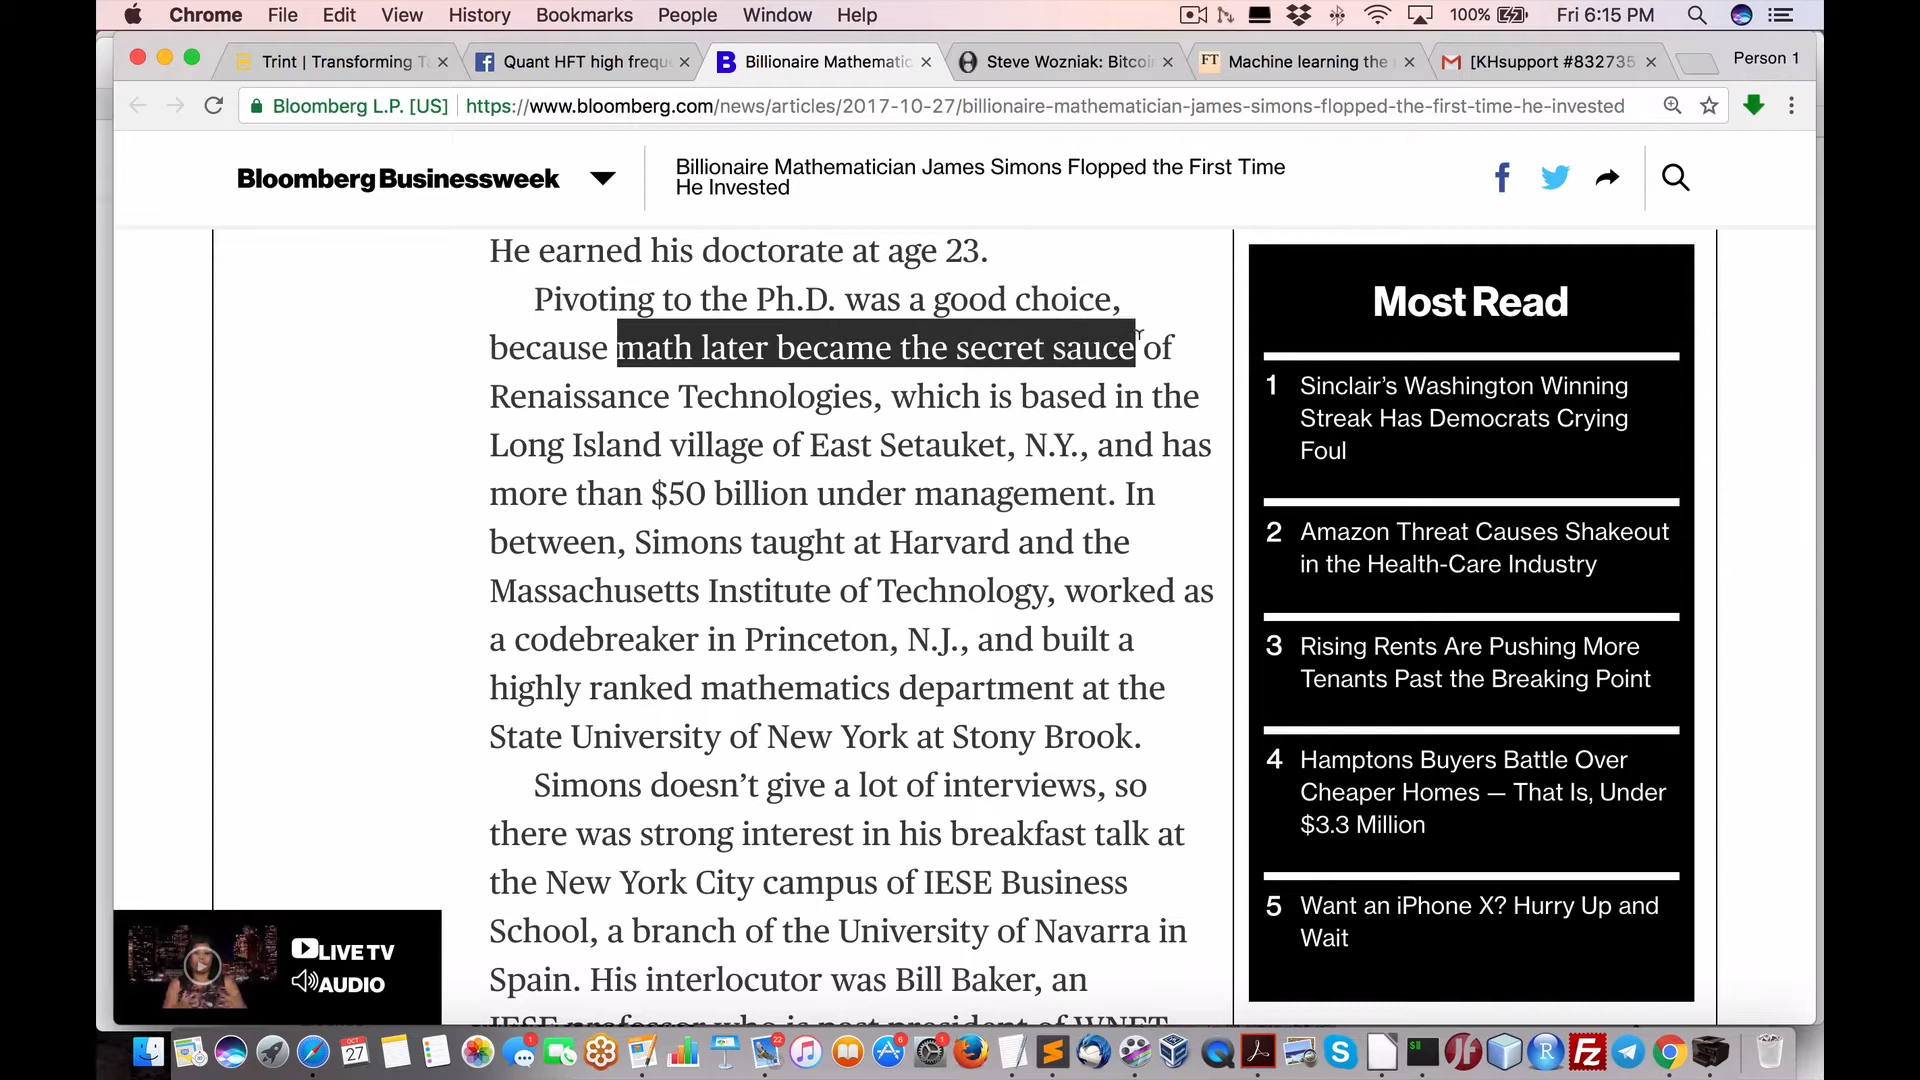 Chrome File Edit View History Bookmarks People Window Help 100% Fri 6:15 PM
Trint | Transforming T
Quant HFT high frequ
Billionaire Mathematic
Steve Wozniak: Bitcoi
FT Machine learning the
[KHsupport #832735
Person 1
Bloomberg L.P. [US] https://www.bloomberg.com/news/articles/2017-10-27/billionaire-mathematician-james-simons-flopped-the-first-time-he-invested
Bloomberg Businessweek
Billionaire Mathematician James Simons Flopped the First Time
He Invested
He earned his doctorate at age 23.
Pivoting to the Ph.D. was a good choice,
because math later became the secret sauce of
Renaissance Technologies, which is based in the
Long Island village of East Setauket, N.Y., and has
more than $50 billion under management. In
between, Simons taught at Harvard and the
Massachusetts Institute of Technology, worked as
a codebreaker in Princeton, N.J., and built a
highly ranked mathematics department at the
State University of New York at Stony Brook.
Simons doesn’t give a lot of interviews, so
there was strong interest in his breakfast talk at
the New York City campus of IESE Business
School, a branch of the University of Navarra in
Spain. His interlocutor was Bill Baker, an
IESE professor who is past president of WNET
Most Read
1 Sinclair’s Washington Winning
Streak Has Democrats Crying
Foul
2 Amazon Threat Causes Shakeout
in the Health-Care Industry
3 Rising Rents Are Pushing More
Tenants Past the Breaking Point
4 Hamptons Buyers Battle Over
Cheaper Homes — That Is, Under
$3.3 Million
5 Want an iPhone X? Hurry Up and
Wait
LIVE TV
AUDIO